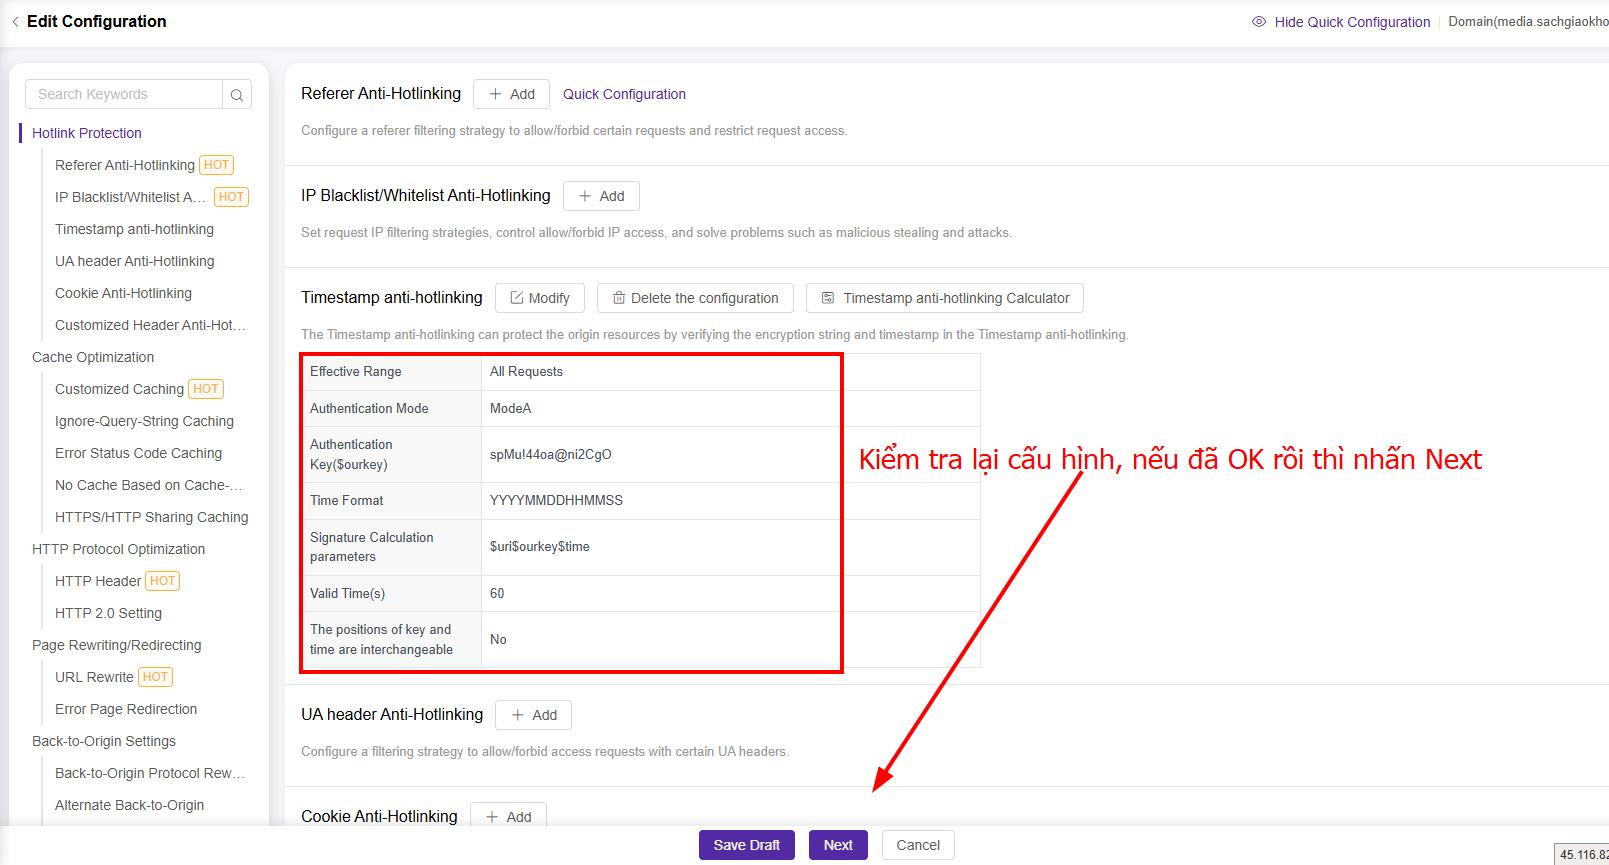 Edit Configuration
Hide Quick Configuration
Domain(media.sachgiaokho
Search Keywords
Hotlink Protection
Referer Anti-Hotlinking HOT
IP Blacklist/Whitelist A... HOT
Timestamp anti-hotlinking
UA header Anti-Hotlinking
Cookie Anti-Hotlinking
Customized Header Anti-Hot...
Cache Optimization
Customized Caching HOT
Ignore-Query-String Caching
Error Status Code Caching
No Cache Based on Cache-...
HTTPS/HTTP Sharing Caching
HTTP Protocol Optimization
HTTP Header HOT
HTTP 2.0 Setting
Page Rewriting/Redirecting
URL Rewrite HOT
Error Page Redirection
Back-to-Origin Settings
Back-to-Origin Protocol Rew...
Alternate Back-to-Origin
Referer Anti-Hotlinking + Add Quick Configuration
Configure a referer filtering strategy to allow/forbid certain requests and restrict request access.
IP Blacklist/Whitelist Anti-Hotlinking + Add
Set request IP filtering strategies, control allow/forbid IP access, and solve problems such as malicious stealing and attacks.
Timestamp anti-hotlinking Modify Delete the configuration Timestamp anti-hotlinking Calculator
The Timestamp anti-hotlinking can protect the origin resources by verifying the encryption string and timestamp in the Timestamp anti-hotlinking.
Effective Range All Requests
Authentication Mode ModeA
Authentication
Key($ourkey) spMu!44oa@ni2CgO
Time Format YYYYMMDDHHMMSS
Signature Calculation
parameters $uri$ourkey$time
Valid Time(s) 60
The positions of key and
time are interchangeable No
Kiểm tra lại cấu hình, nếu đã OK rồi thì nhấn Next
UA header Anti-Hotlinking + Add
Configure a filtering strategy to allow/forbid access requests with certain UA headers.
Cookie Anti-Hotlinking + Add
Save Draft Next Cancel
45.116.82